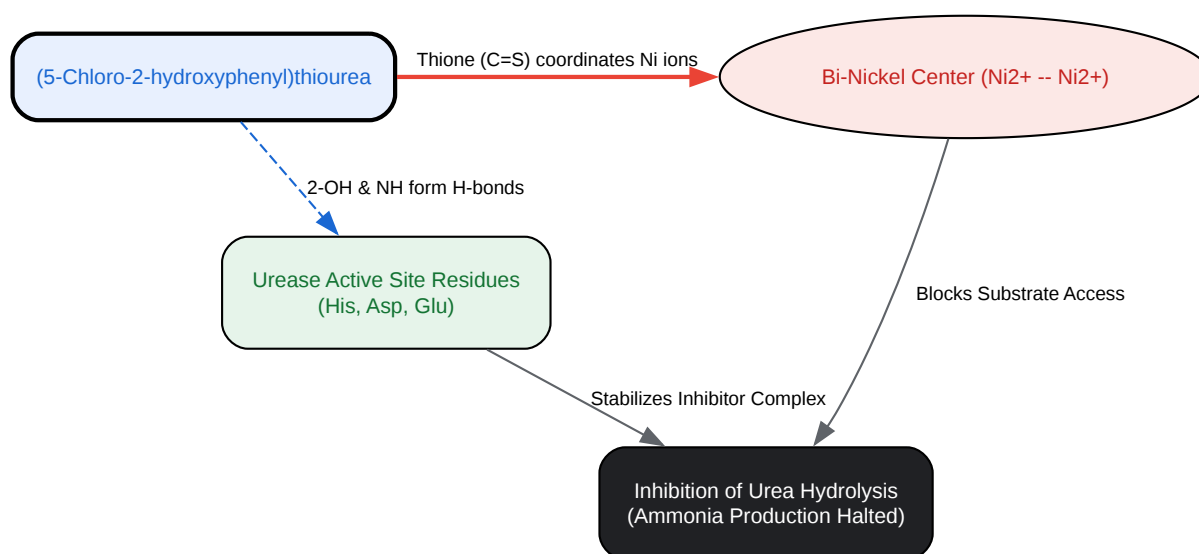 (5-Chloro-2-hydroxyphenyl)thiourea
Thione (C=S) coordinates Ni ions
Bi-Nickel Center (Ni2+ -- Ni2+)
2-OH & NH form H-bonds
Urease Active Site Residues
(His, Asp, Glu)
Blocks Substrate Access
Stabilizes Inhibitor Complex
Inhibition of Urea Hydrolysis
(Ammonia Production Halted)